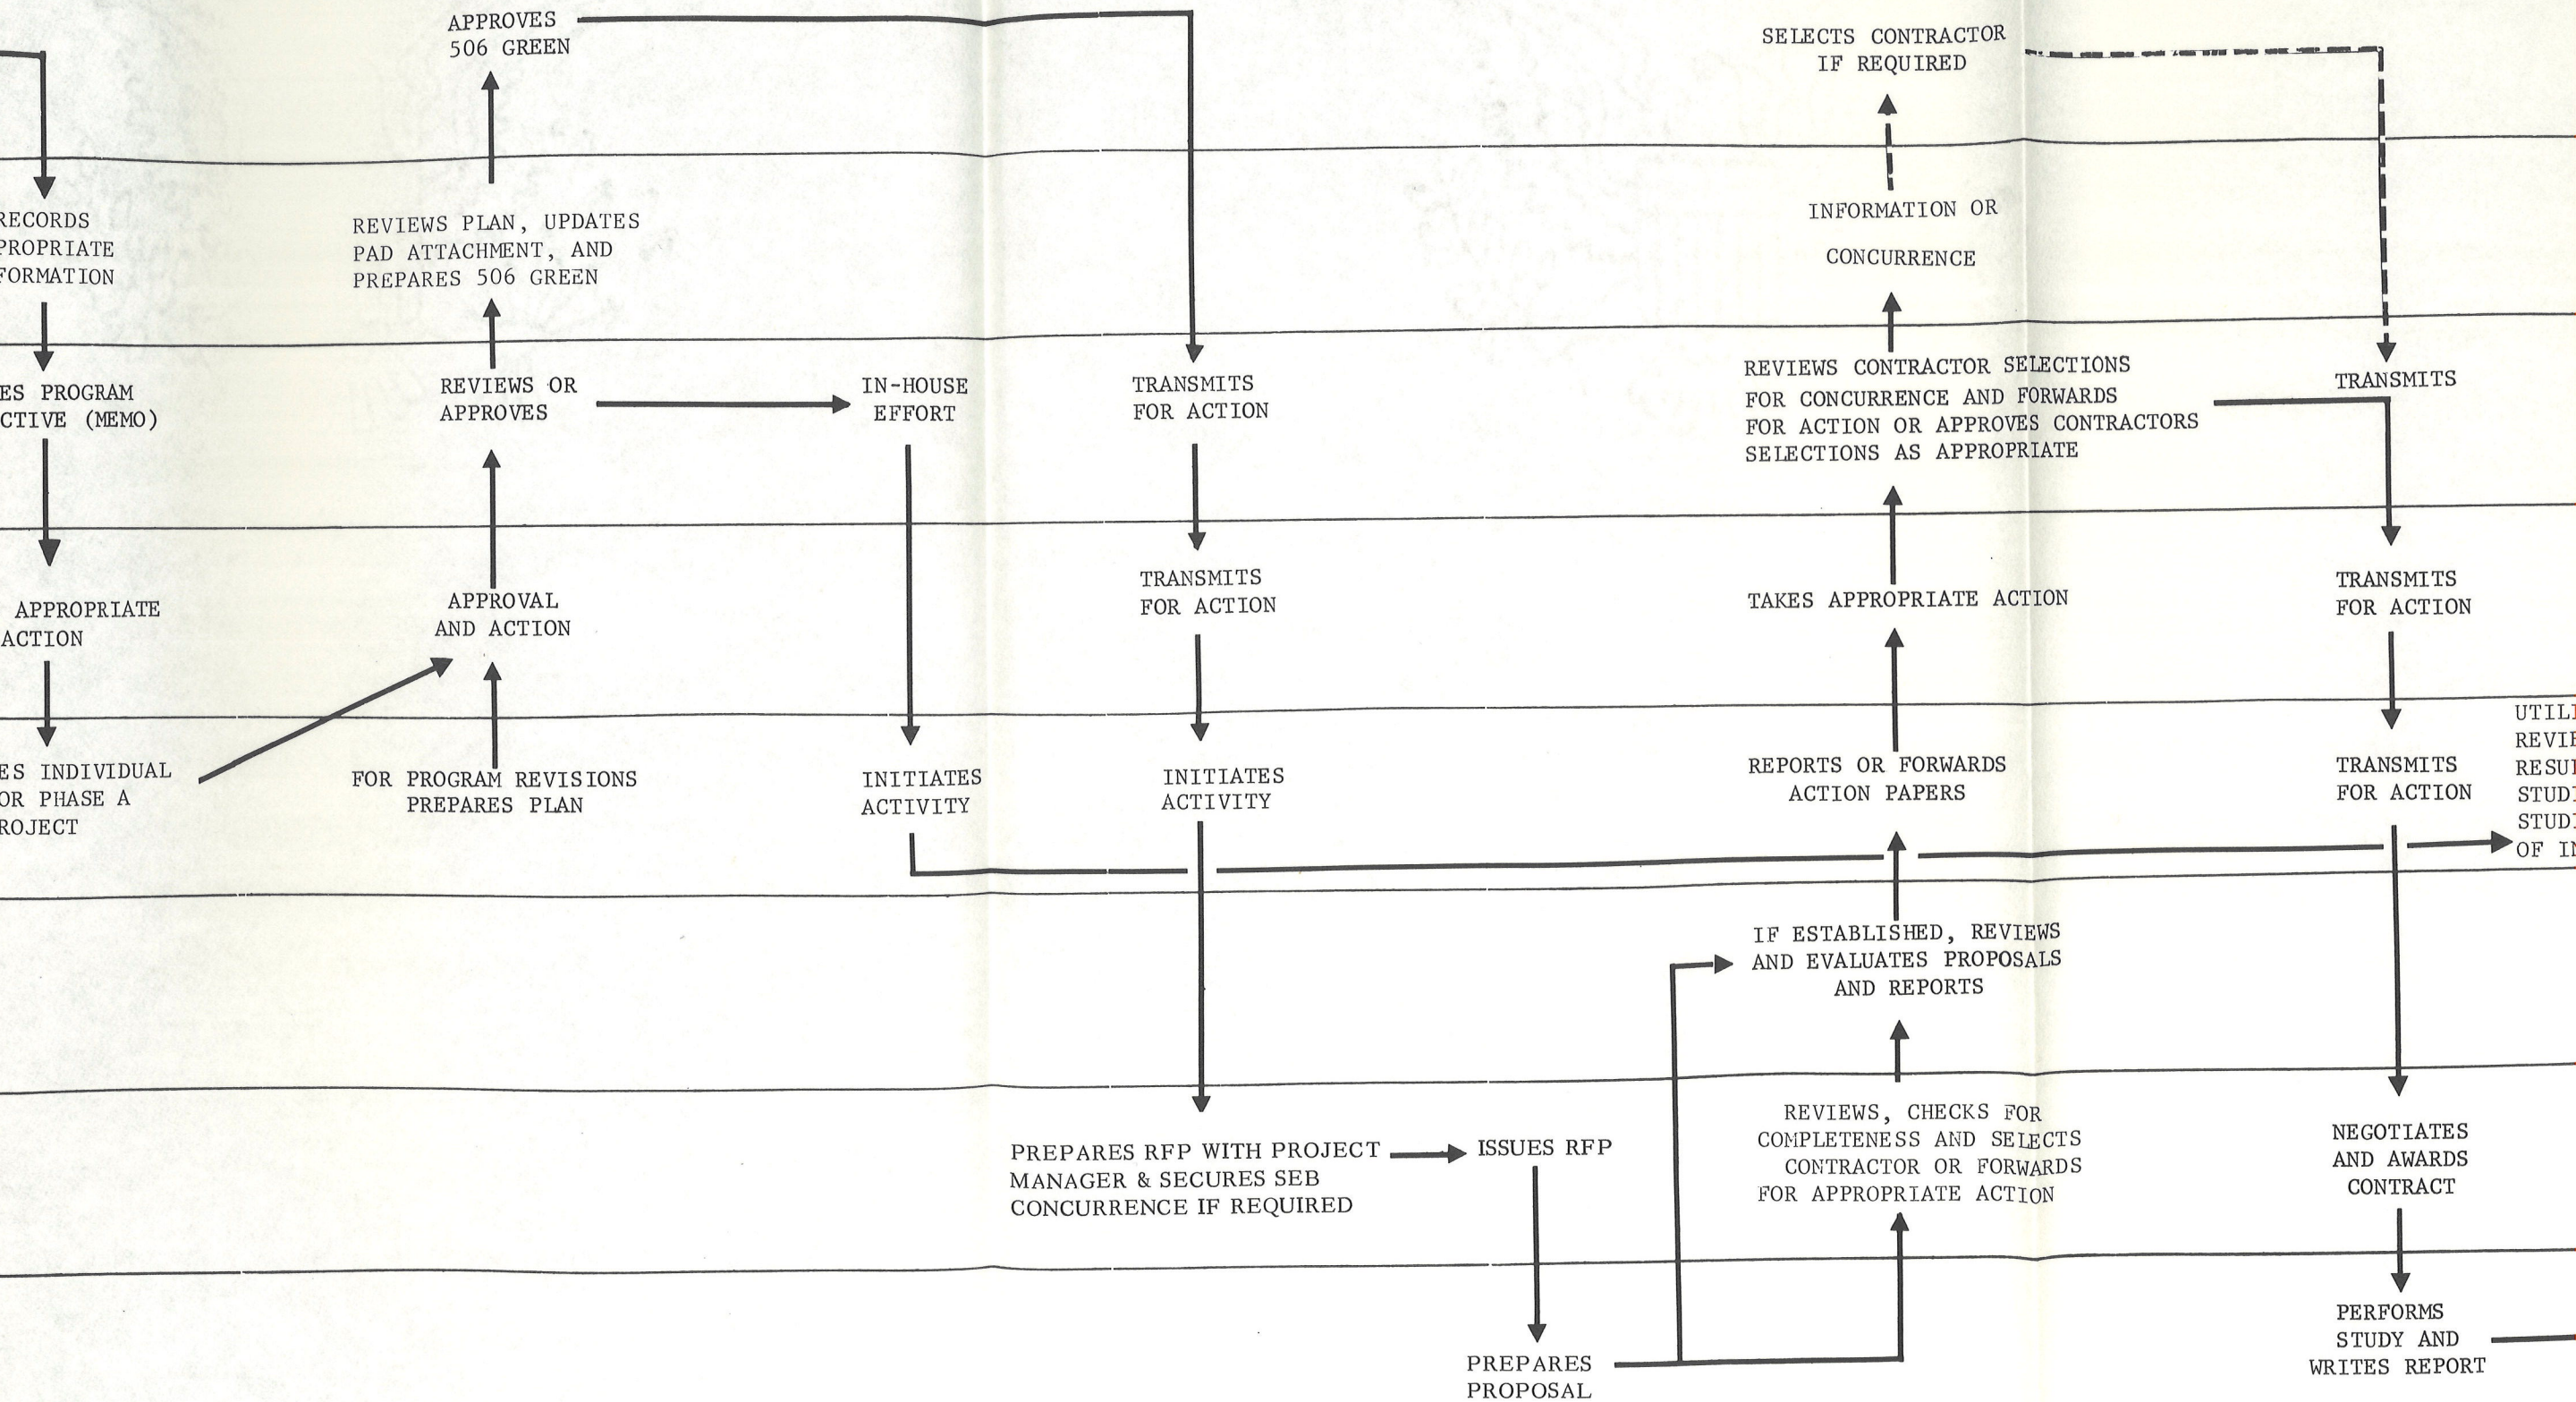 APPROVES
506 GREEN
SELECTS CONTRACTOR
IF REQUIRED
RECORDS
PROPRIATE
FORMATION
REVIEWS PLAN, UPDATES
PAD ATTACHMENT, AND
PREPARES 506 GREEN
INFORMATION OR
CONCURRENCE
ES PROGRAM
CTIVE (MEMO)
REVIEWS OR
APPROVES
IN-HOUSE
EFFORT
TRANSMITS
FOR ACTION
REVIEWS CONTRACTOR SELECTIONS
FOR CONCURRENCE AND FORWARDS
FOR ACTION OR APPROVES CONTRACTORS
SELECTIONS AS APPROPRIATE
TRANSMITS
APPROPRIATE
ACTION
APPROVAL
AND ACTION
TRANSMITS
FOR ACTION
TAKES APPROPRIATE ACTION
TRANSMITS
FOR ACTION
ES INDIVIDUAL
OR PHASE A
ROJECT
FOR PROGRAM REVISIONS
PREPARES PLAN
INITIATES
ACTIVITY
INITIATES
ACTIVITY
REPORTS OR FORWARDS
ACTION PAPERS
TRANSMITS
FOR ACTION
UTILI
REVIE
RESUL
STUDI
STUDI
OF IN
IF ESTABLISHED, REVIEWS
AND EVALUATES PROPOSALS
AND REPORTS
PREPARES RFP WITH PROJECT
MANAGER & SECURES SEB
CONCURRENCE IF REQUIRED
ISSUES RFP
REVIEWS, CHECKS FOR
COMPLETENESS AND SELECTS
CONTRACTOR OR FORWARDS
FOR APPROPRIATE ACTION
NEGOTIATES
AND AWARDS
CONTRACT
PREPARES
PROPOSAL
PERFORMS
STUDY AND
WRITES REPORT